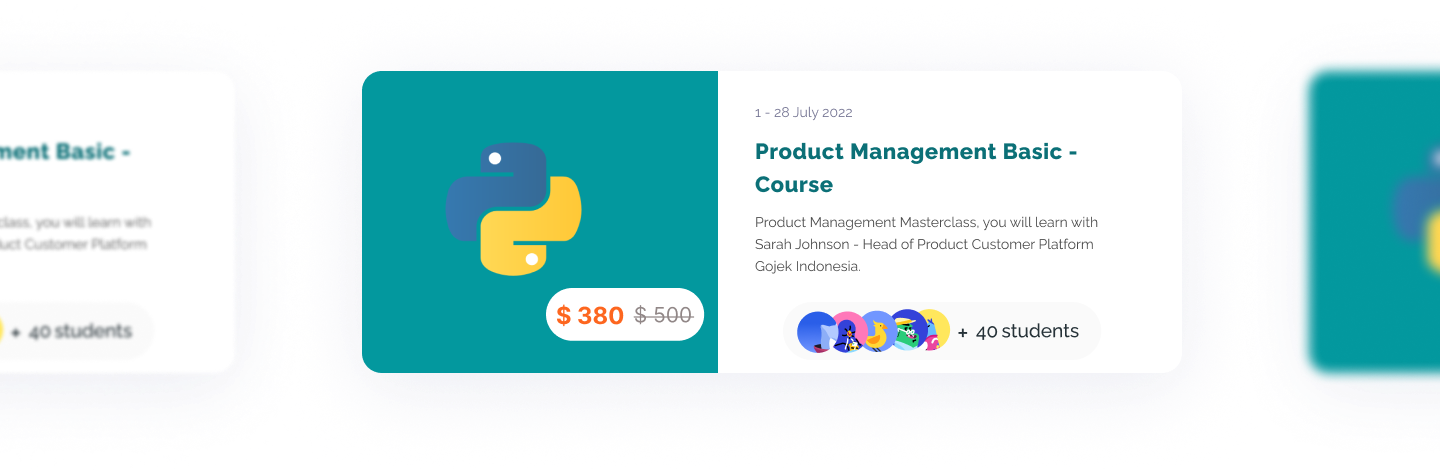 ment Basic -
class, you will learn with
duct Customer Platform
+ 40 students
$ 380 $ 500
1 - 28 July 2022
Product Management Basic -
Course
Product Management Masterclass, you will learn with
Sarah Johnson - Head of Product Customer Platform
Gojek Indonesia.
+ 40 students